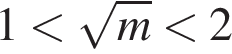 1 < √m < 2